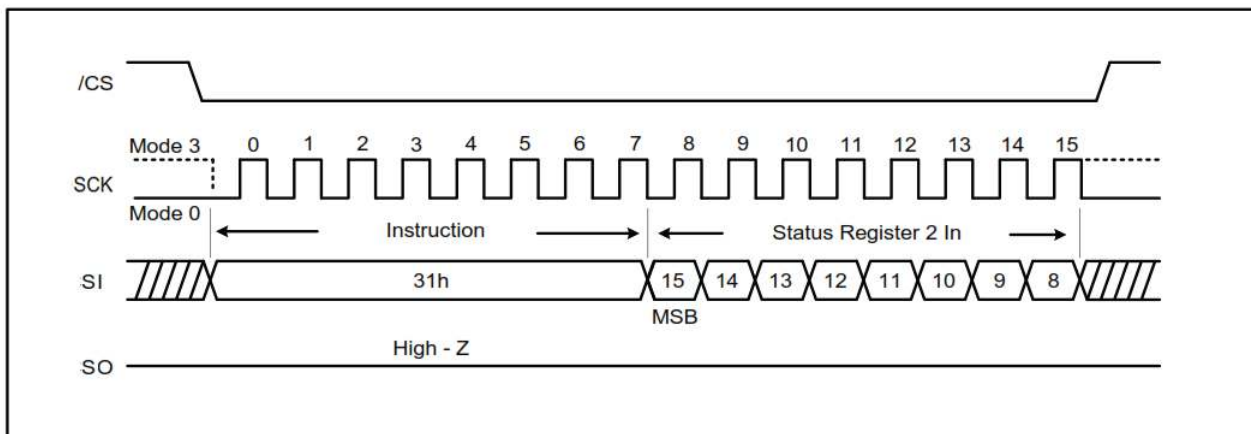 /CS
Mode 3 0 1 2 3 4 5 6 7 8 9 10 11 12 13 14 15
SCK
Mode 0
Instruction Status Register 2 In
SI 31h 15 14 13 12 11 10 9 8
MSB
High - Z
SO